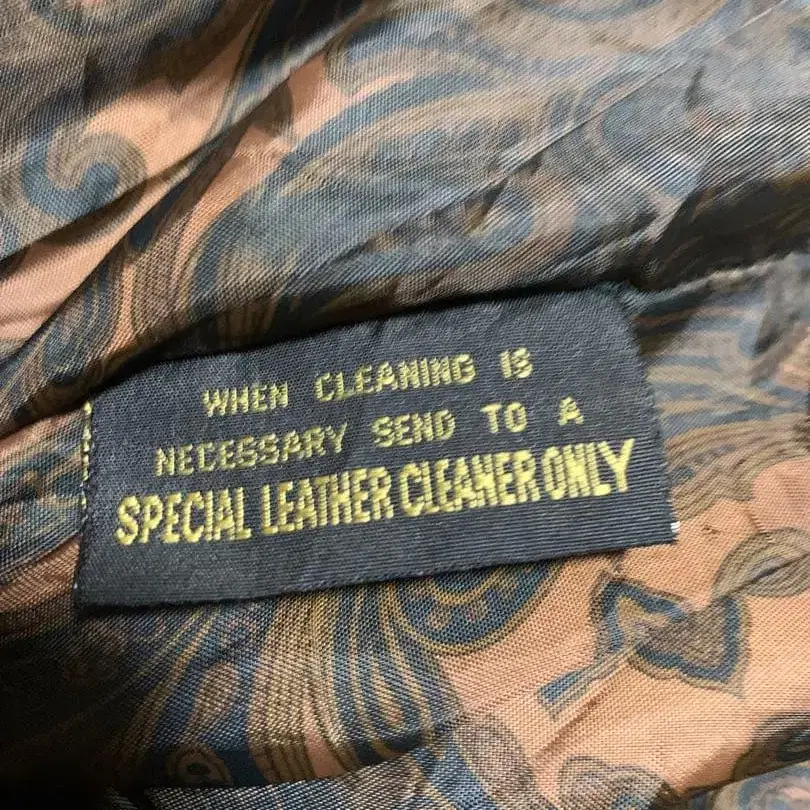 WHEN CLEANING IS
NECESSARY SEND TO A
SPECIAL LEATHER CLEANER ONLY